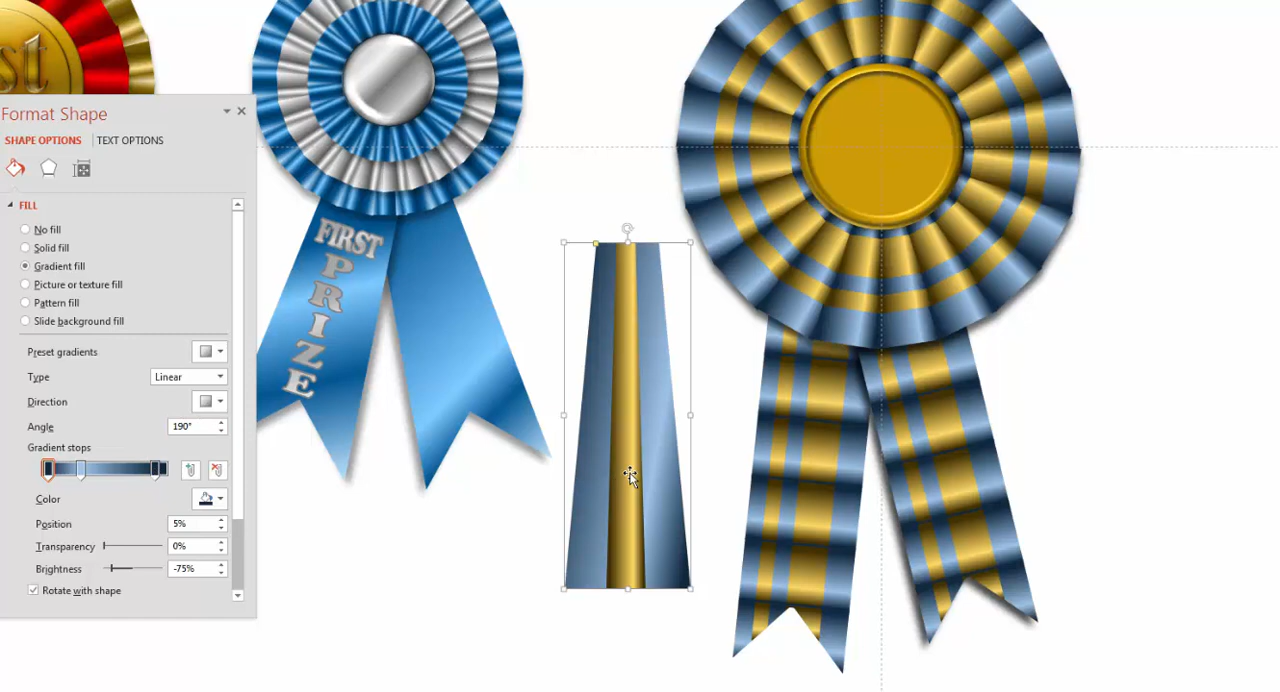 st
Format Shape
SHAPE OPTIONS
TEXT OPTIONS
FILL
No fill
Solid fill
Gradient fill
Picture or texture fill
Pattern fill
Slide background fill
Preset gradients
Type Linear
Direction
Angle 190°
Gradient stops
Color
Position 5%
Transparency 0%
Brightness -75%
Rotate with shape
FIRST
PRIZE